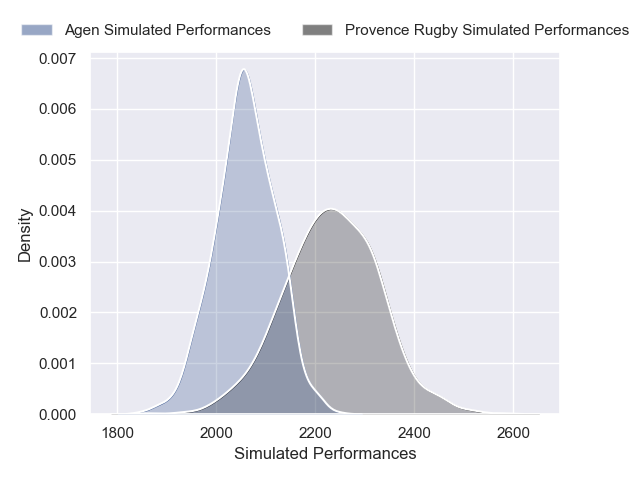 Agen Simulated Performances Provence Rugby Simulated Performances
0.007
0.006
0.005
0.004
0.003
0.002
0.001
0.000
Density
1800 2000 2200 2400 2600
Simulated Performances